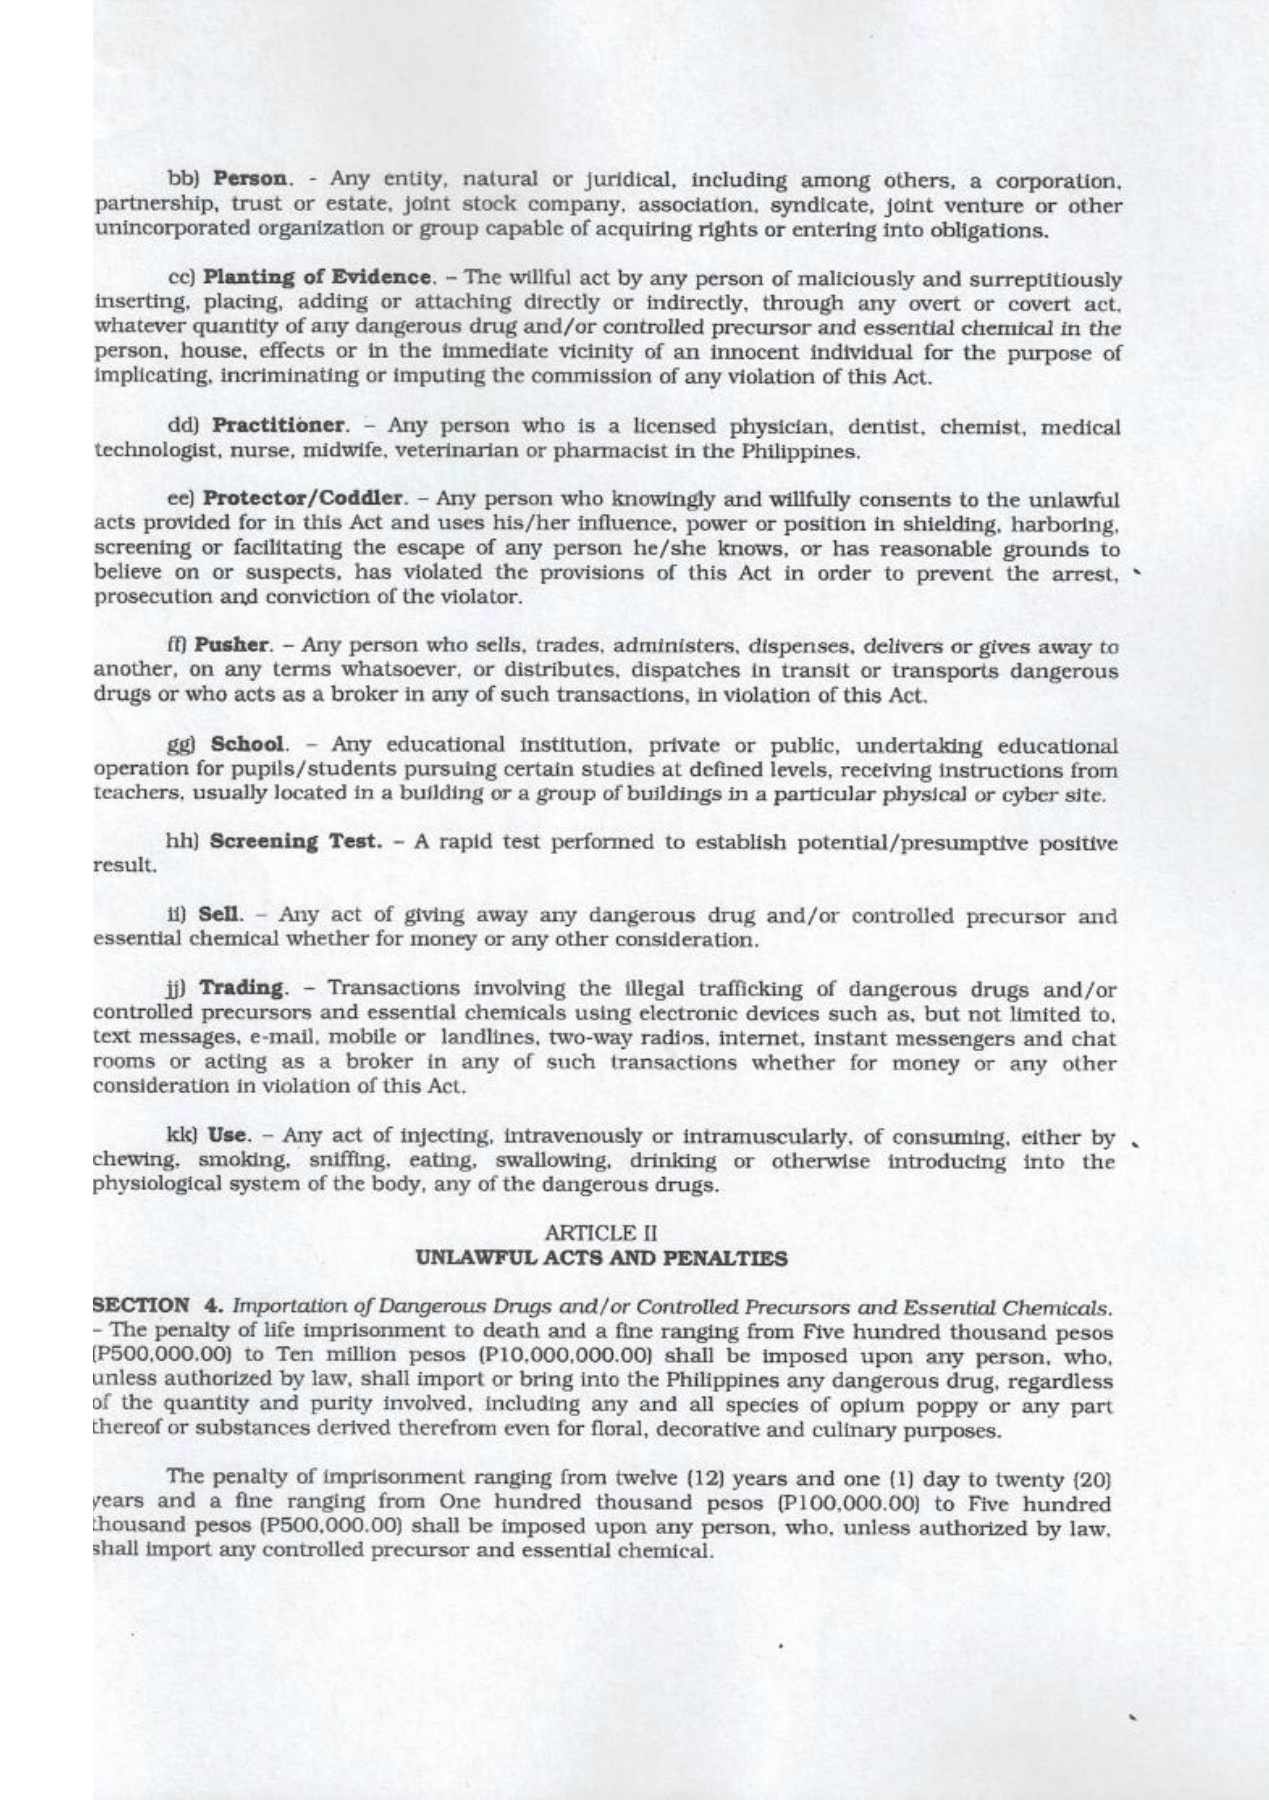 bb) Person. - Any entity, natural or juridical, including among others, a corporation,
partnership, trust or estate, joint stock company, association, syndicate, joint venture or other
unincorporated organization or group capable of acquiring rights or entering into obligations.
cc) Planting of Evidence. – The willful act by any person of maliciously and surreptitiously
inserting, placing, adding or attaching directly or indirectly, through any overt or covert act,
whatever quantity of any dangerous drug and/or controlled precursor and essential chemical in the
person, house, effects or in the immediate vicinity of an innocent individual for the purpose of
implicating, incriminating or imputing the commission of any violation of this Act.
dd) Practitioner. – Any person who is a licensed physician, dentist, chemist, medical
technologist, nurse, midwife, veterinarian or pharmacist in the Philippines.
ee) Protector/Coddler. – Any person who knowingly and willfully consents to the unlawful
acts provided for in this Act and uses his/her influence, power or position in shielding, harboring,
screening or facilitating the escape of any person he/she knows, or has reasonable grounds to
believe on or suspects, has violated the provisions of this Act in order to prevent the arrest,
prosecution and conviction of the violator.
ff) Pusher. – Any person who sells, trades, administers, dispenses, delivers or gives away to
another, on any terms whatsoever, or distributes, dispatches in transit or transports dangerous
drugs or who acts as a broker in any of such transactions, in violation of this Act.
gg) School. – Any educational institution, private or public, undertaking educational
operation for pupils/students pursuing certain studies at defined levels, receiving instructions from
teachers, usually located in a building or a group of buildings in a particular physical or cyber site.
hh) Screening Test. – A rapid test performed to establish potential/presumptive positive
result.
ii) Sell. – Any act of giving away any dangerous drug and/or controlled precursor and
essential chemical whether for money or any other consideration.
jj) Trading. – Transactions involving the illegal trafficking of dangerous drugs and/or
controlled precursors and essential chemicals using electronic devices such as, but not limited to,
text messages, e-mail, mobile or landlines, two-way radios, internet, instant messengers and chat
rooms or acting as a broker in any of such transactions whether for money or any other
consideration in violation of this Act.
kk) Use. – Any act of injecting, intravenously or intramuscularly, of consuming, either by
chewing, smoking, sniffing, eating, swallowing, drinking or otherwise introducing into the
physiological system of the body, any of the dangerous drugs.
ARTICLE II
UNLAWFUL ACTS AND PENALTIES
SECTION 4. Importation of Dangerous Drugs and/or Controlled Precursors and Essential Chemicals.
– The penalty of life imprisonment to death and a fine ranging from Five hundred thousand pesos
(P500,000.00) to Ten million pesos (P10,000,000.00) shall be imposed upon any person, who,
unless authorized by law, shall import or bring into the Philippines any dangerous drug, regardless
of the quantity and purity involved, including any and all species of opium poppy or any part
thereof or substances derived therefrom even for floral, decorative and culinary purposes.
The penalty of imprisonment ranging from twelve (12) years and one (1) day to twenty (20)
years and a fine ranging from One hundred thousand pesos (P100,000.00) to Five hundred
thousand pesos (P500,000.00) shall be imposed upon any person, who, unless authorized by law,
shall import any controlled precursor and essential chemical.